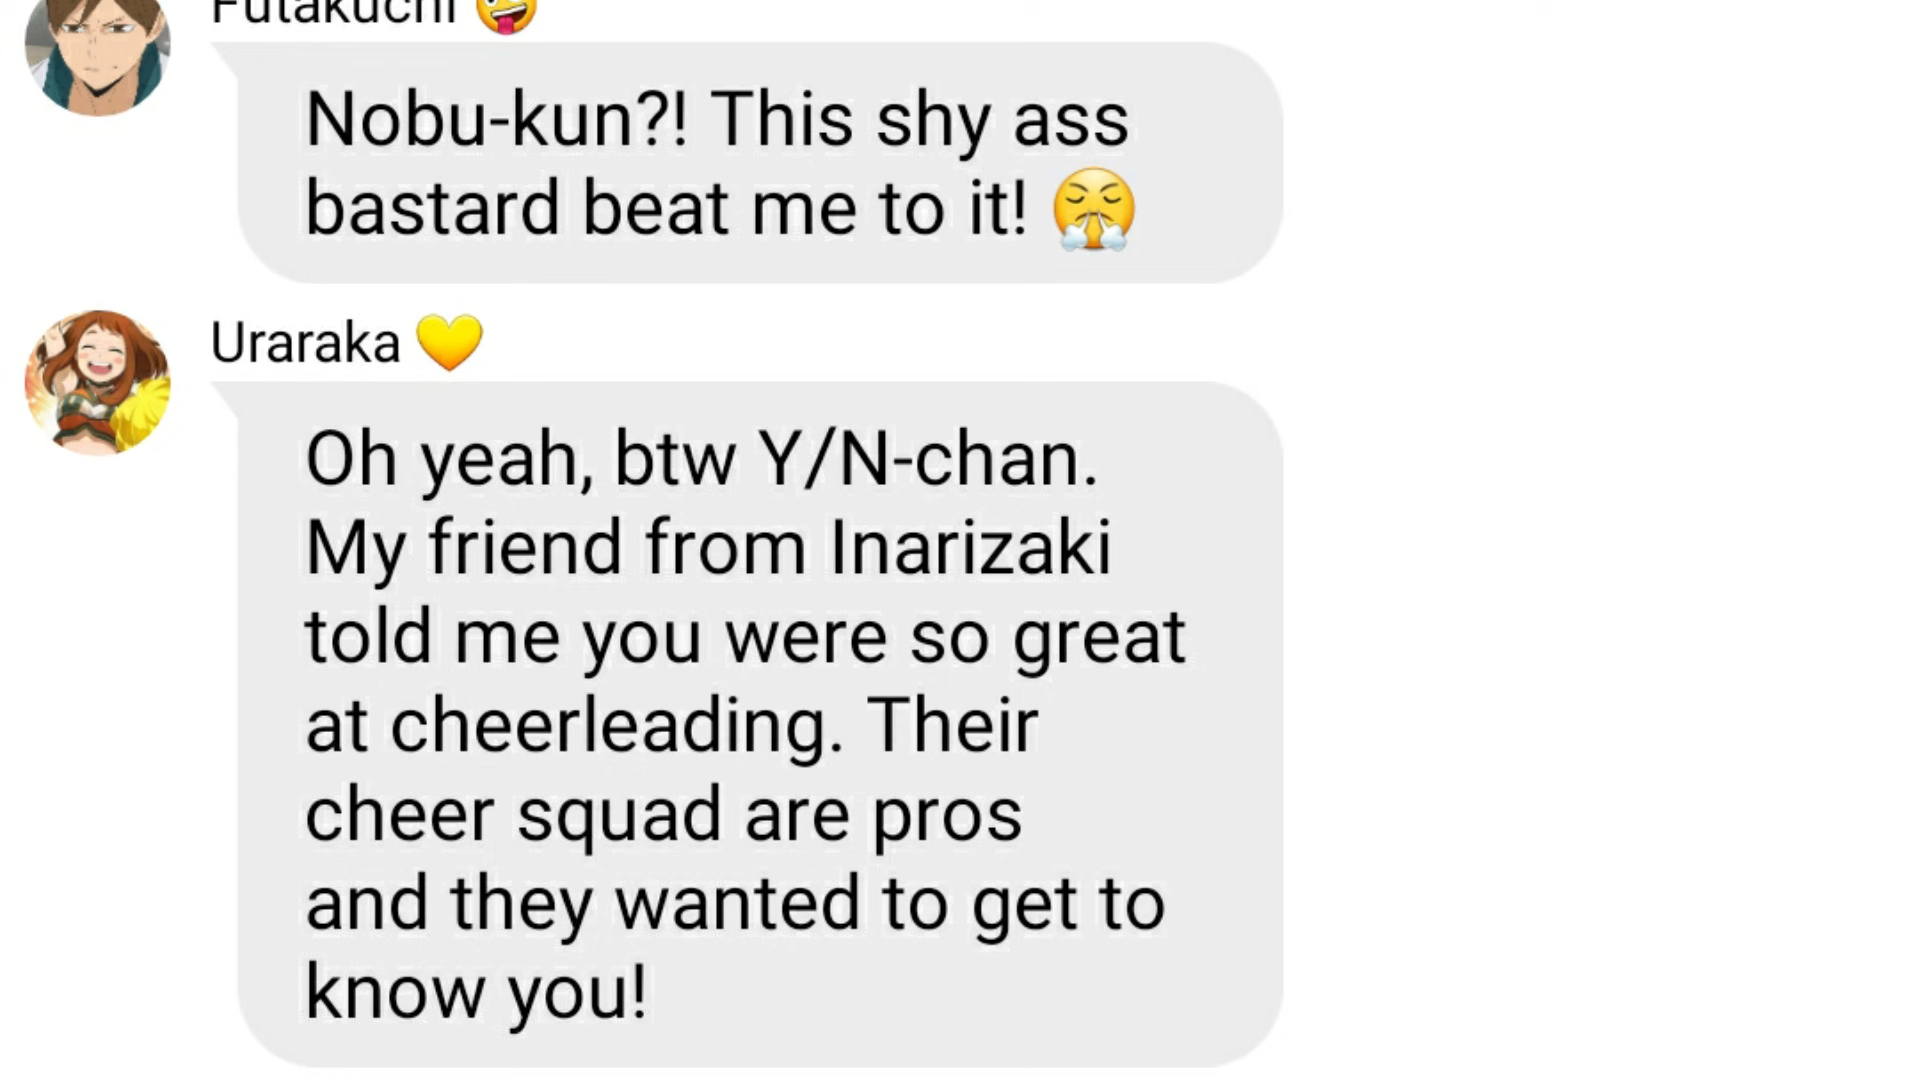 Futakuchi 🤪
Nobu-kun?! This shy ass
bastard beat me to it! 😤
Uraraka 💛
Oh yeah, btw Y/N-chan.
My friend from Inarizaki
told me you were so great
at cheerleading. Their
cheer squad are pros
and they wanted to get to
know you!